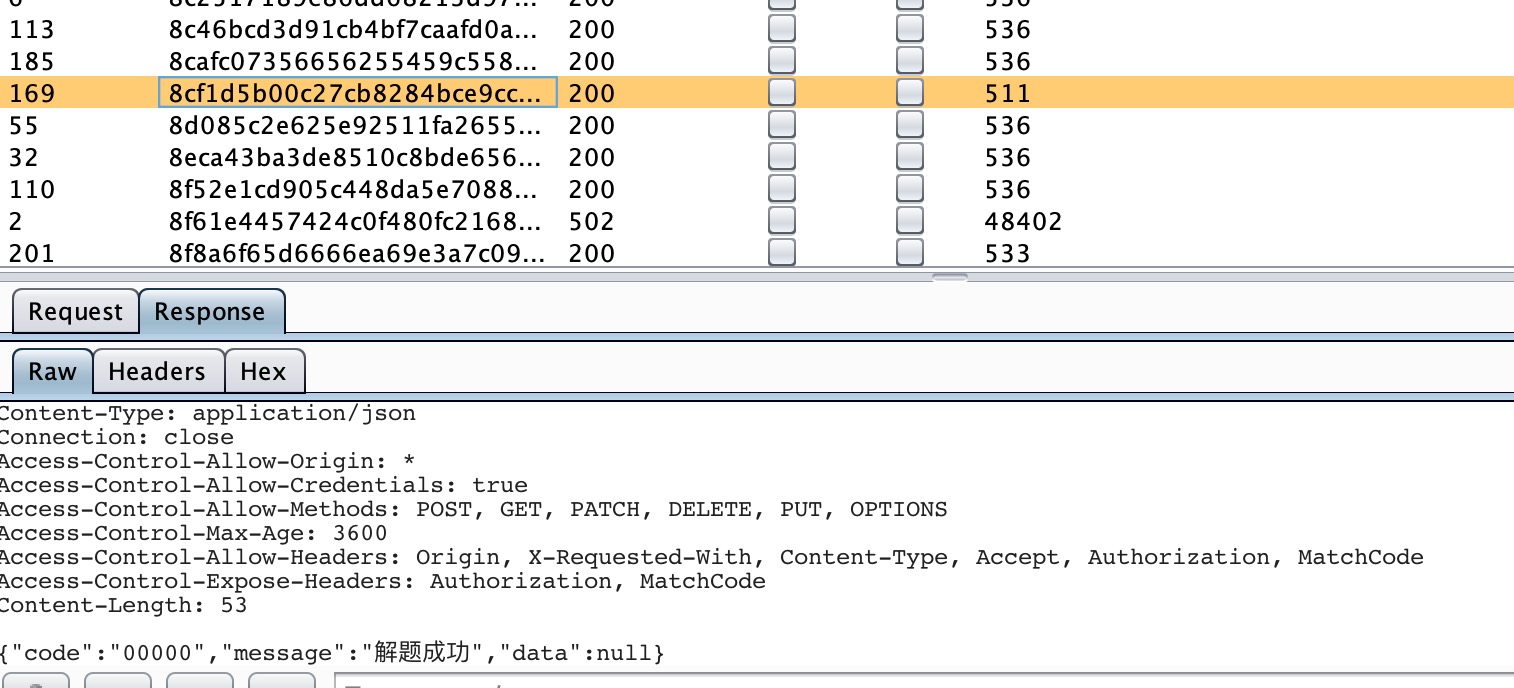 113 8c46bcd3d91cb4bf7caafd0a... 200 536
185 8cafc07356656255459c558... 200 536
169 8cf1d5b00c27cb8284bce9cc... 200 511
55 8d085c2e625e92511fa2655... 200 536
32 8eca43ba3de8510c8bde656... 200 536
110 8f52e1cd905c448da5e7088... 200 536
2 8f61e4457424c0f480fc2168... 502 48402
201 8f8a6f65d6666ea69e3a7c09... 200 533
Request Response
Raw Headers Hex
Content-Type: application/json
Connection: close
Access-Control-Allow-Origin: *
Access-Control-Allow-Credentials: true
Access-Control-Allow-Methods: POST, GET, PATCH, DELETE, PUT, OPTIONS
Access-Control-Max-Age: 3600
Access-Control-Allow-Headers: Origin, X-Requested-With, Content-Type, Accept, Authorization, MatchCode
Access-Control-Expose-Headers: Authorization, MatchCode
Content-Length: 53
{"code":"00000","message":"解题成功","data":null}